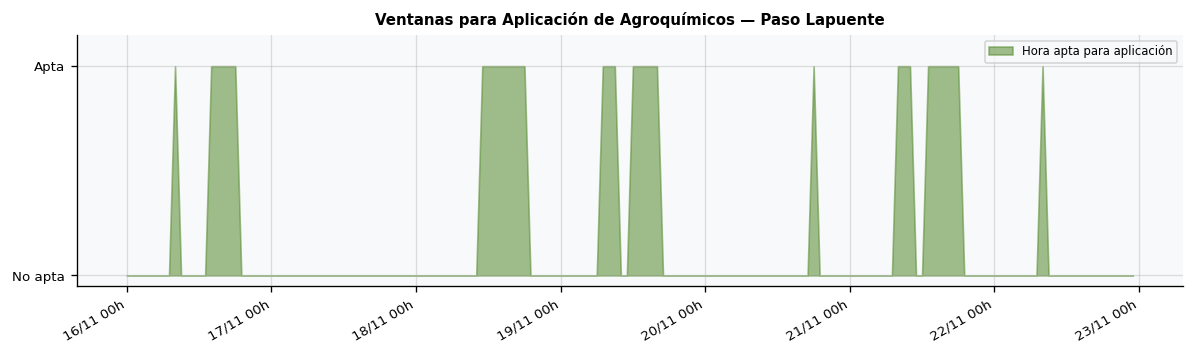 Ventanas para Aplicación de Agroquímicos — Paso Lapuente
Hora apta para aplicación
Apta
No apta
16/11 00h
17/11 00h
18/11 00h
19/11 00h
20/11 00h
21/11 00h
22/11 00h
23/11 00h